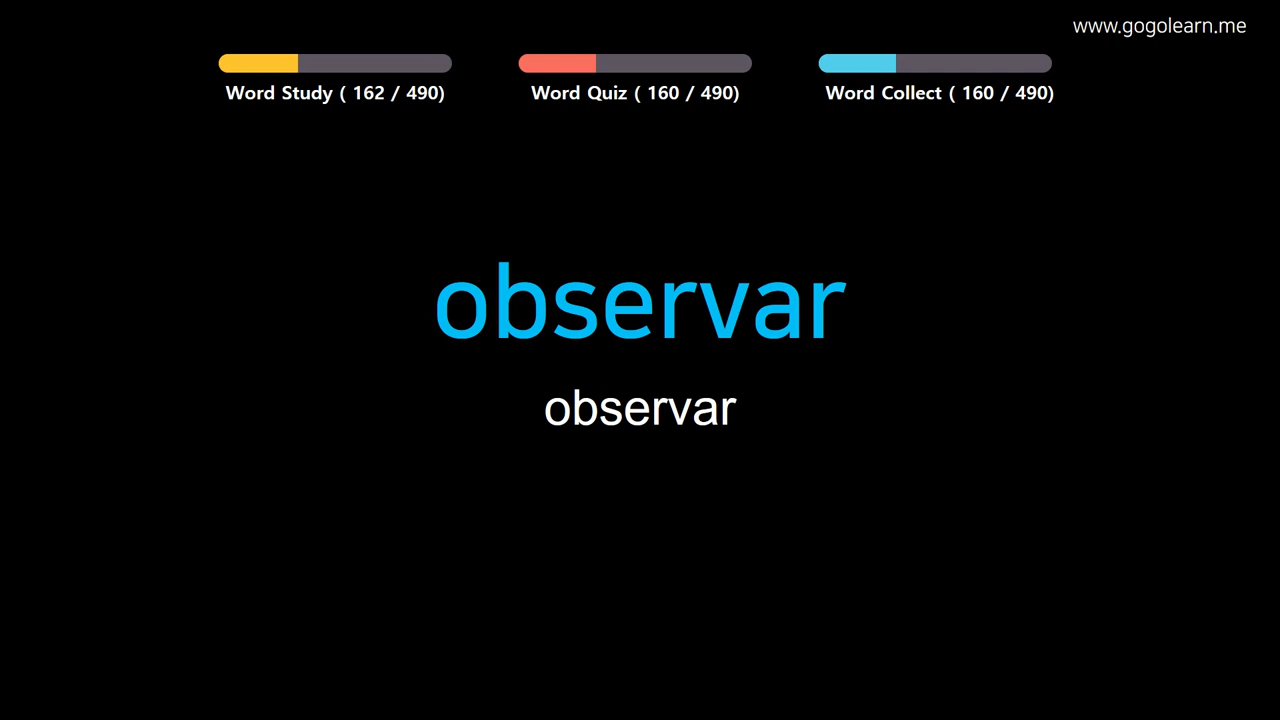 www.gogolearn.me
Word Study ( 162 / 490)
Word Quiz ( 160 / 490)
Word Collect ( 160 / 490)
observar
observar